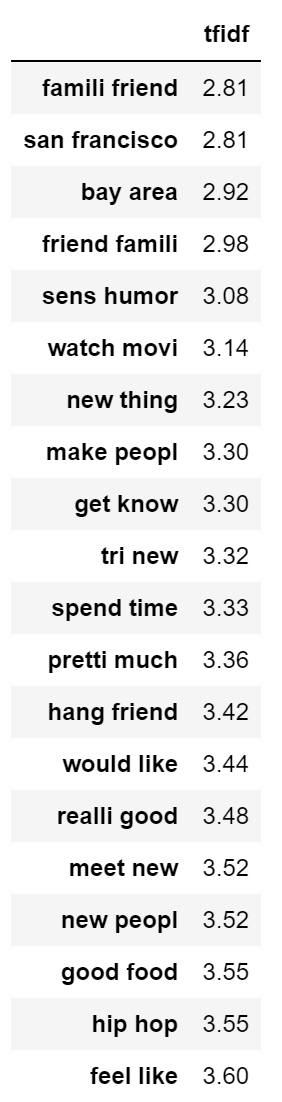 tfidf
famili friend 2.81
san francisco 2.81
bay area 2.92
friend famili 2.98
sens humor 3.08
watch movi 3.14
new thing 3.23
make peopl 3.30
get know 3.30
tri new 3.32
spend time 3.33
pretti much 3.36
hang friend 3.42
would like 3.44
realli good 3.48
meet new 3.52
new peopl 3.52
good food 3.55
hip hop 3.55
feel like 3.60